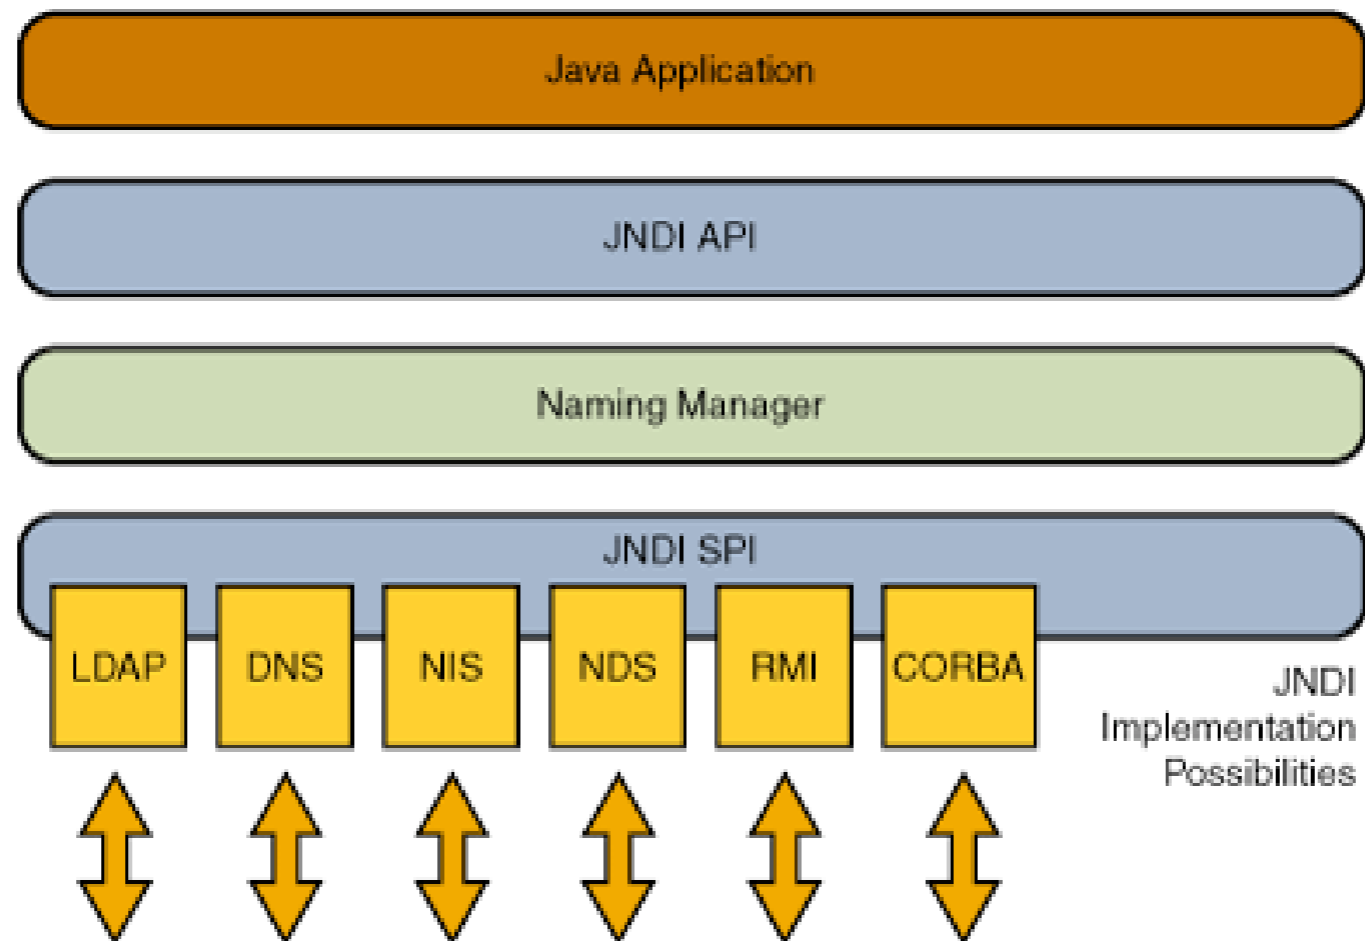 Java Application
JNDI API
Naming Manager
JNDI SPI
LDAP
DNS
NIS
NDS
RMI
CORBA
JNDI
Implementation
Possibilities